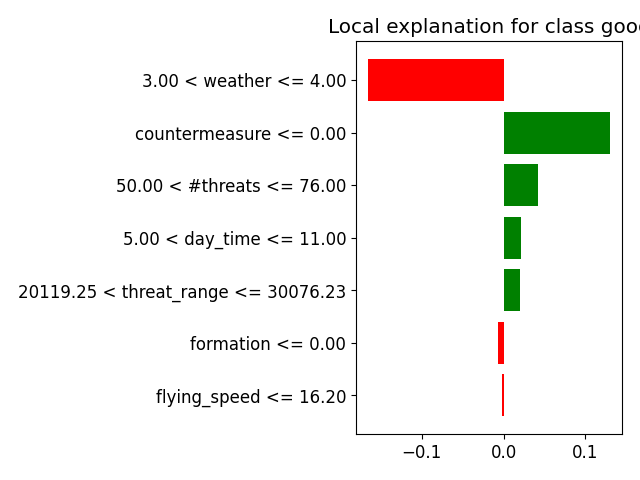 Local explanation for class goo
3.00 < weather <= 4.00
countermeasure <= 0.00
50.00 < #threats <= 76.00
5.00 < day_time <= 11.00
20119.25 < threat_range <= 30076.23
formation <= 0.00
flying_speed <= 16.20
−0.1 0.0 0.1